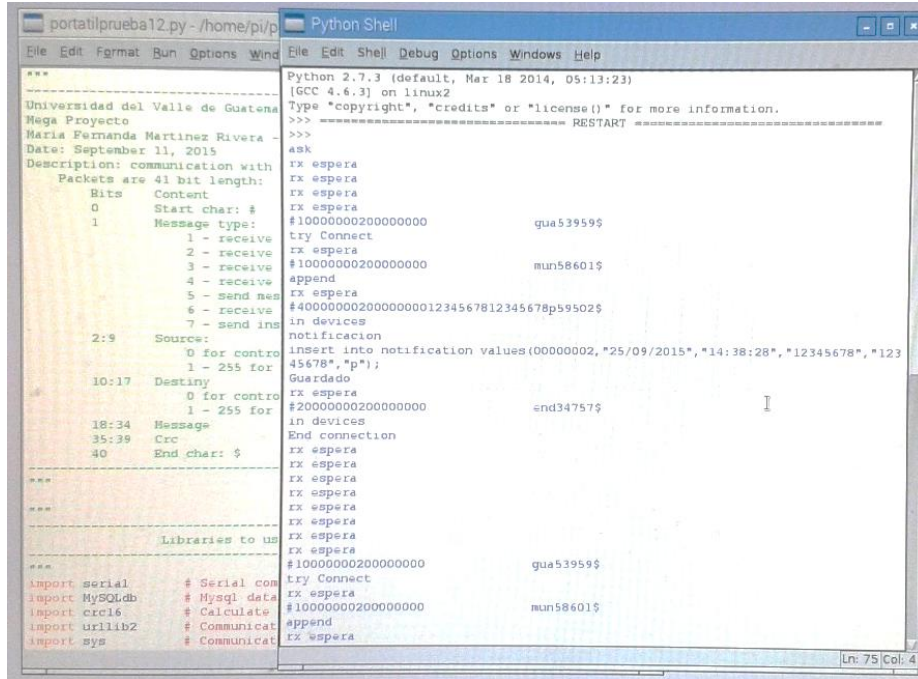 portatilprueba12.py - /home/pi/p
File Edit Format Run Options Wind
"""
Universidad del Valle de Guatema
Mega Proyecto
Maria Fernanda Martinez Rivera -
Date: September 11, 2015
Description: communication with
Packets are 41 bit length:
Bits Content
0 Start char: #
1 Message type:
1 - receive
2 - receive
3 - receive
4 - receive
5 - send mes
6 - receive
7 - send ins
2:9 Source:
0 for contro
1 - 255 for
10:17 Destiny
0 for contro
1 - 255 for
18:34 Message
35:39 Crc
40 End char: $
"""
"""
Libraries to us
"""
import serial # Serial com
import MySQLdb # Mysql data
import crc16 # Calculate
import urllib2 # Communicat
import sys # Communicat
Python Shell
File Edit Shell Debug Options Windows Help
Python 2.7.3 (default, Mar 18 2014, 05:13:23)
[GCC 4.6.3] on linux2
Type "copyright", "credits" or "license()" for more information.
>>> ================================ RESTART ================================
>>>
ask
rx espera
rx espera
rx espera
rx espera
#10000000200000000 gua53959$
try Connect
rx espera
#10000000200000000 mun58601$
append
rx espera
#400000002000000001234567812345678p59502$
in devices
notificacion
insert into notification values(00000002,"25/09/2015","14:38:28","12345678","123
45678","p");
Guardado
rx espera
#20000000200000000 end34757$
in devices
End connection
rx espera
rx espera
rx espera
rx espera
rx espera
rx espera
rx espera
rx espera
#10000000200000000 gua53959$
try Connect
rx espera
#10000000200000000 mun58601$
append
rx espera
Ln: 75 Col: 4